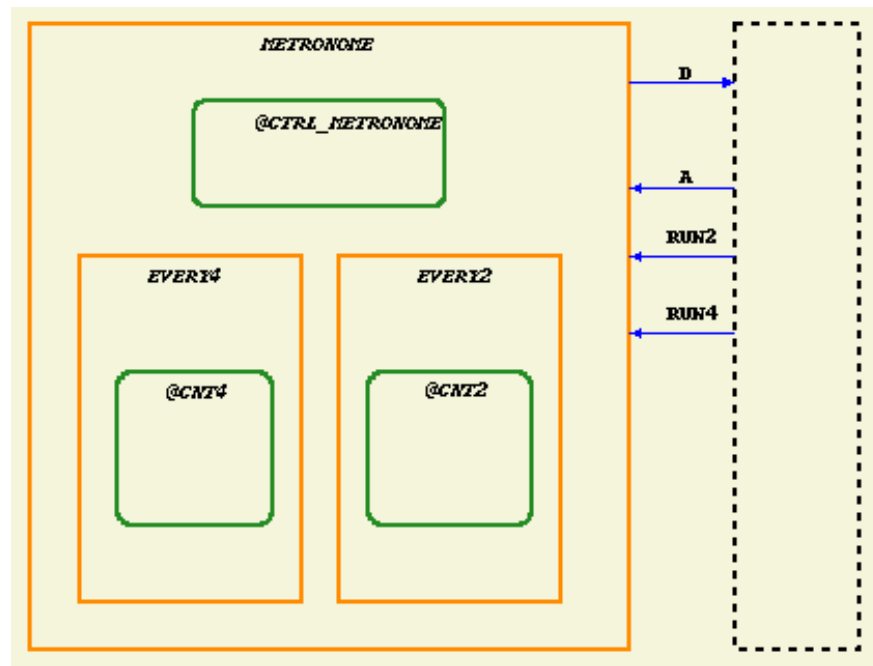 METRONOME
D
@CTRL_METRONOME
A
RUN2
EVERY4
EVERY2
RUN4
@CNT4
@CNT2